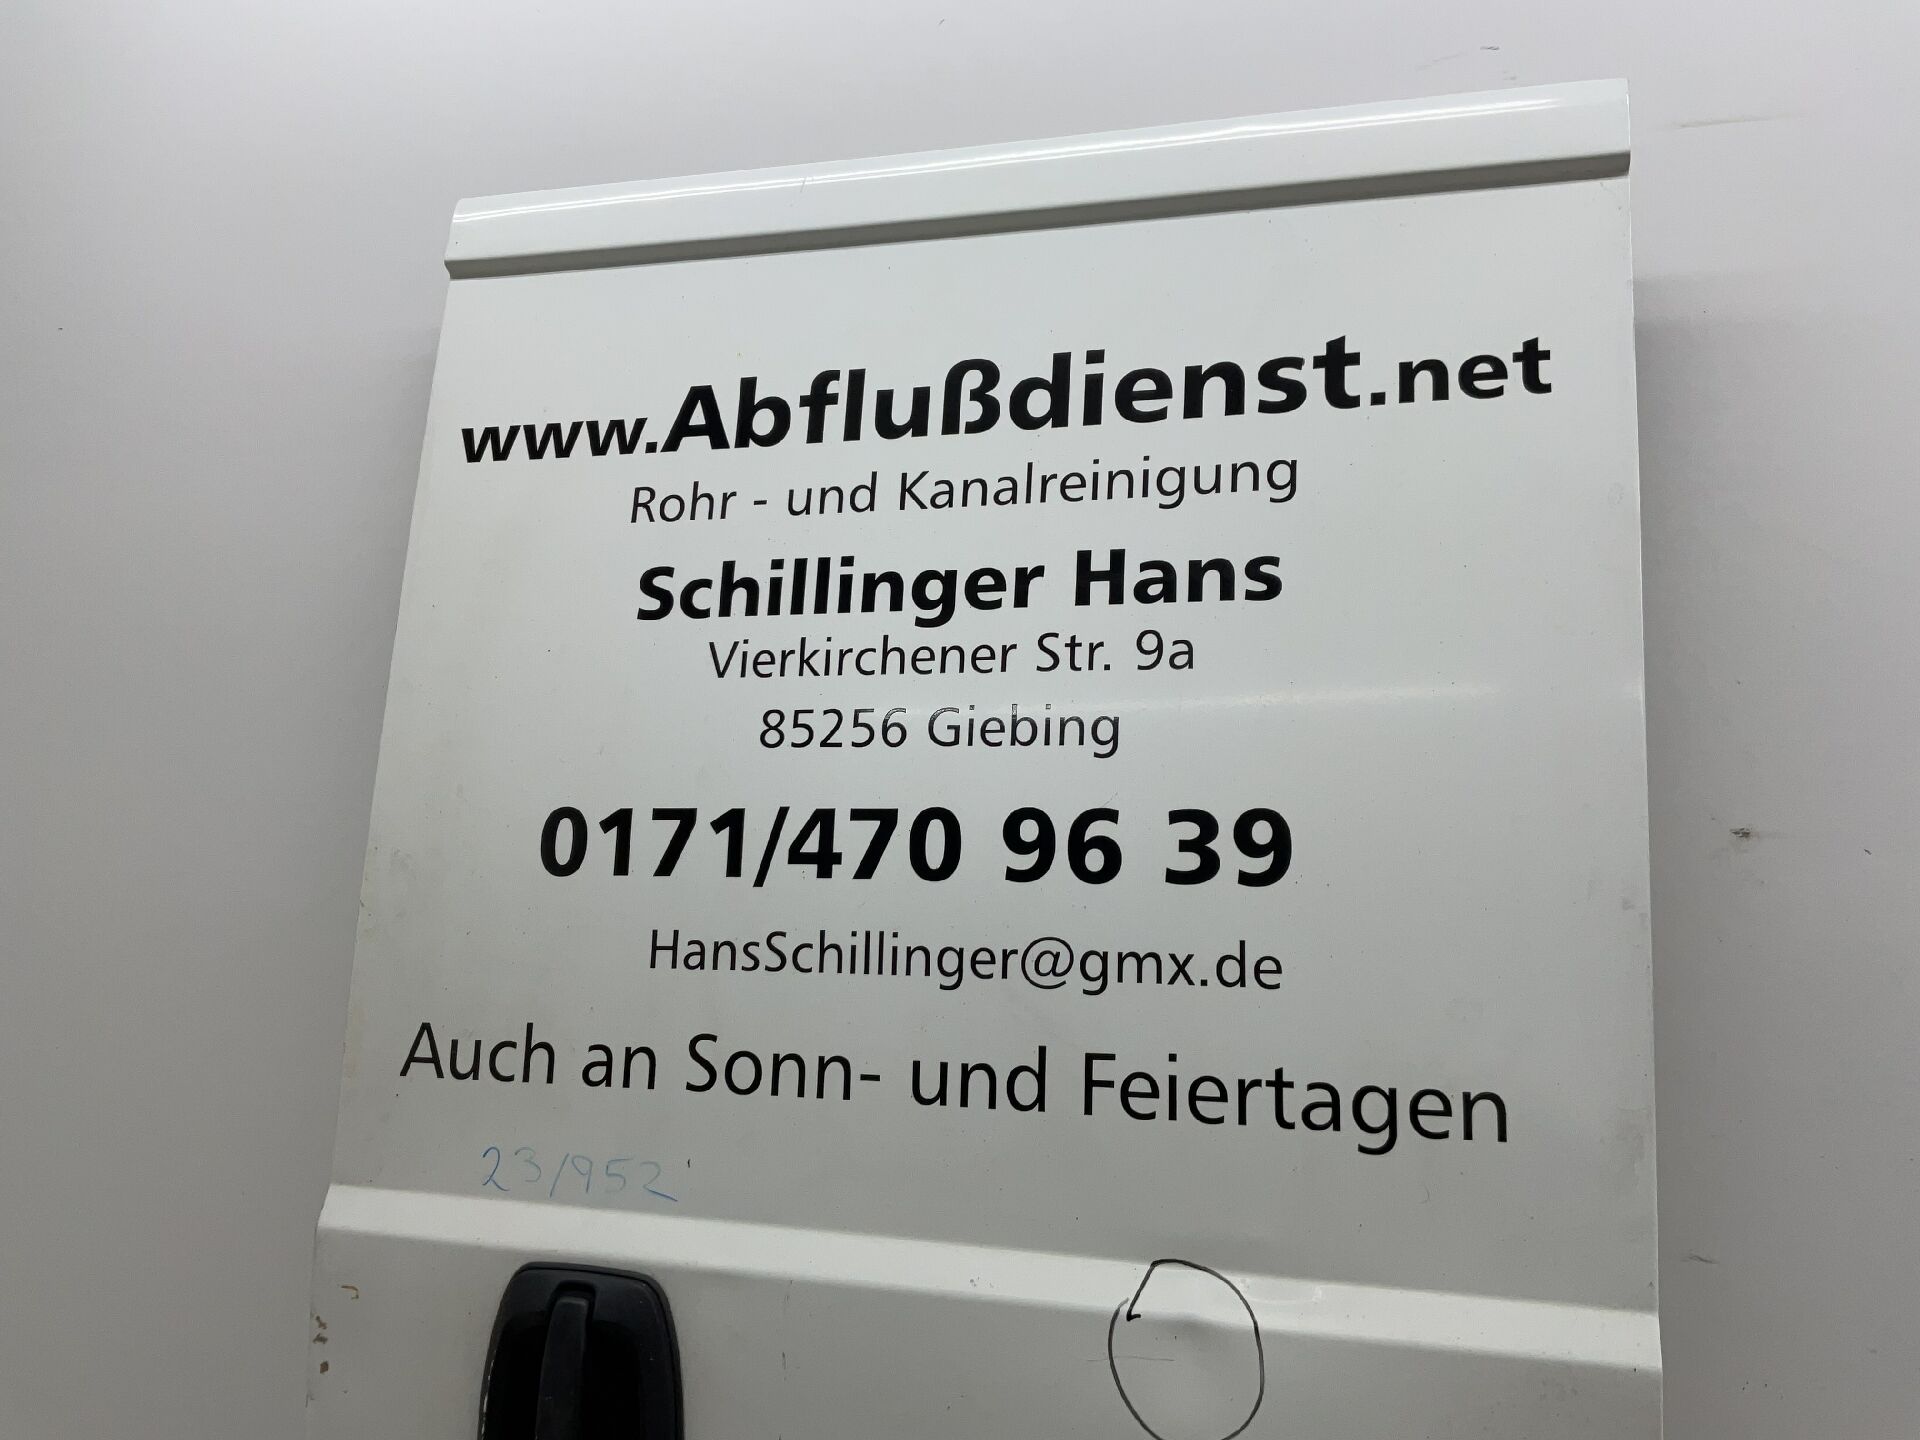 www.Abflußdienst.net
Rohr - und Kanalreinigung
Schillinger Hans
Vierkirchener Str. 9a
85256 Giebing
0171/470 96 39
HansSchillinger@gmx.de
Auch an Sonn- und Feiertagen
23/952